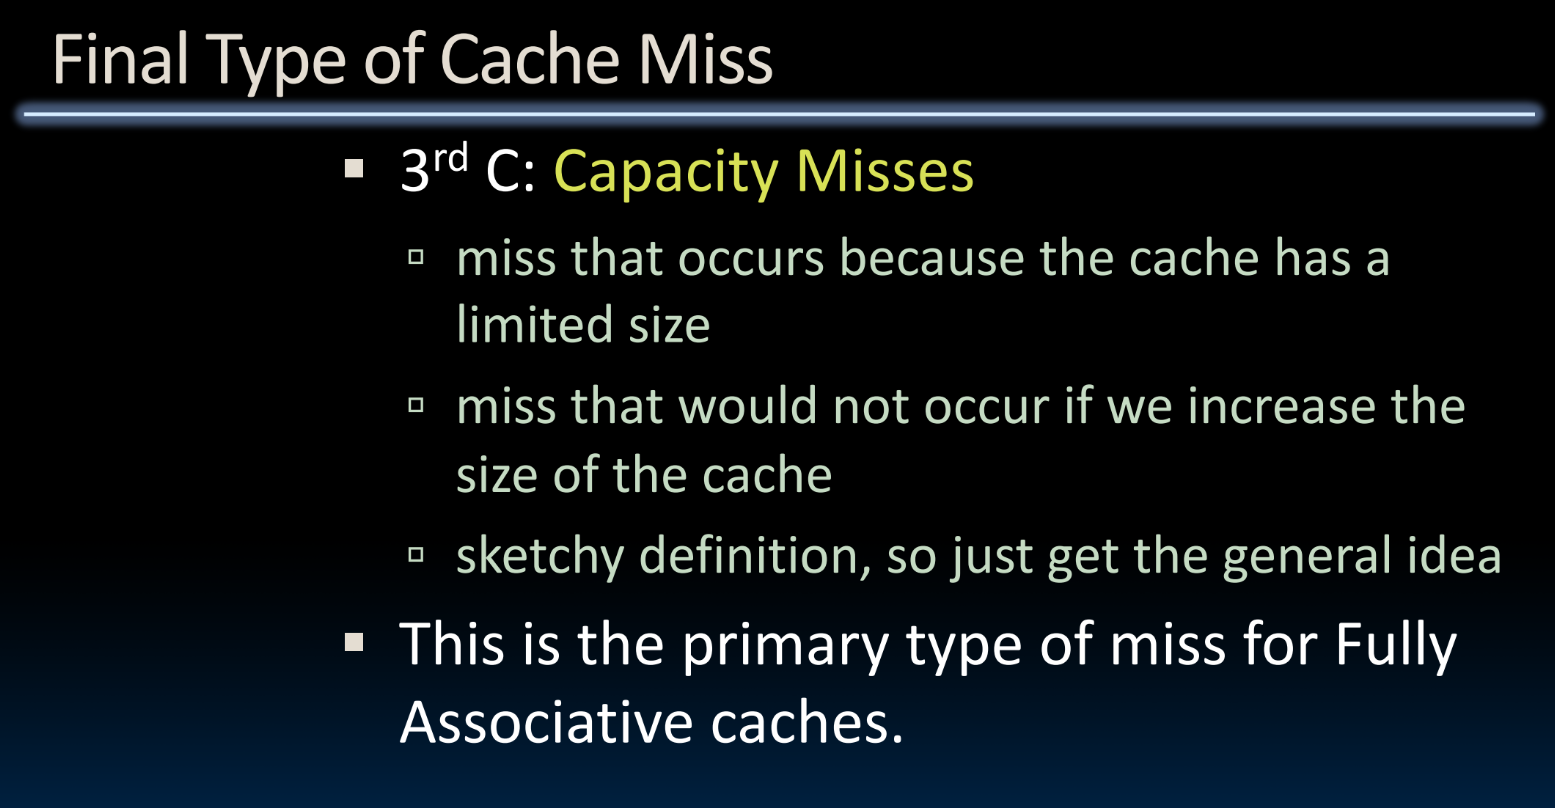 Final Type of Cache Miss
3rd C: Capacity Misses
miss that occurs because the cache has a
limited size
miss that would not occur if we increase the
size of the cache
sketchy definition, so just get the general idea
This is the primary type of miss for Fully
Associative caches.